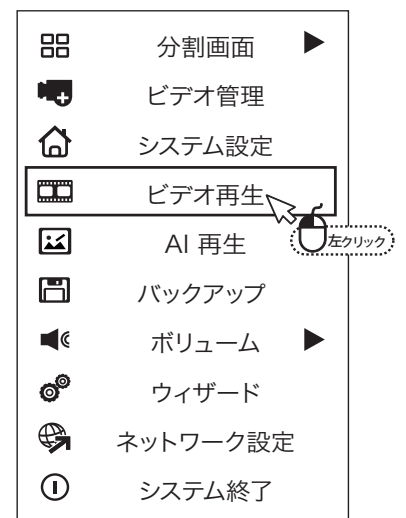 分割画面
ビデオ管理
システム設定
ビデオ再生
AI 再生
左クリック
バックアップ
ボリューム
ウィザード
ネットワーク設定
システム終了